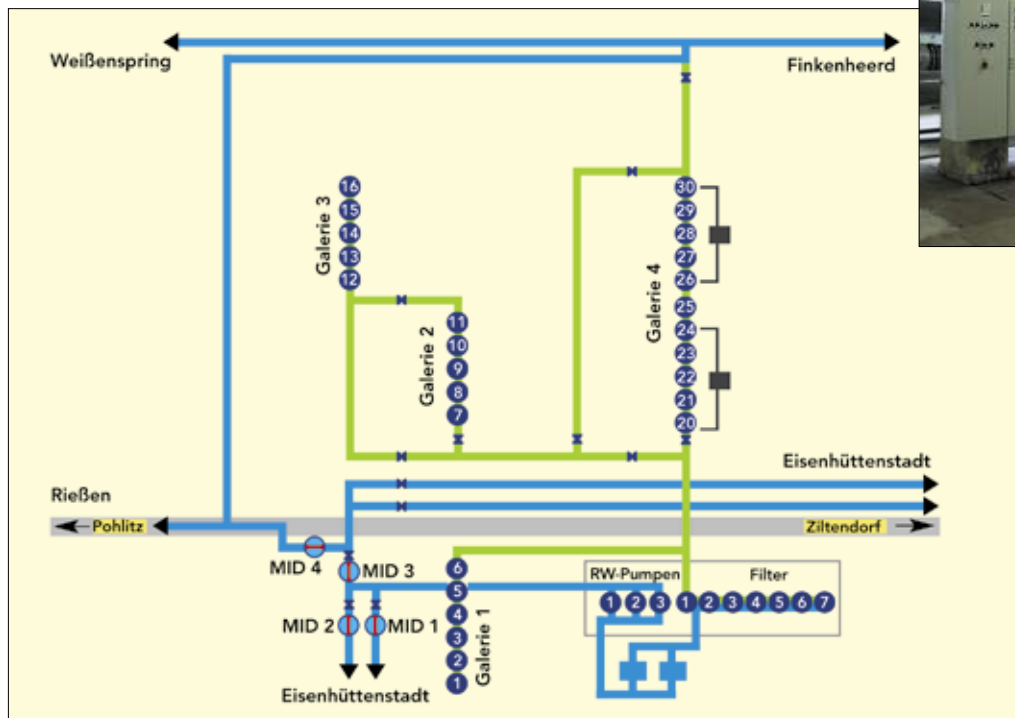 Weißenspring
Finkenheerd
Galerie 3
16
15
14
13
12
Galerie 2
11
10
9
8
7
Galerie 4
30
29
28
27
26
25
24
23
22
21
20
Eisenhüttenstadt
Rießen
Pohlitz
Ziltendorf
MID 4
MID 3
MID 2
MID 1
Eisenhüttenstadt
Galerie 1
6
5
4
3
2
1
RW-Pumpen
Filter
1 2 3 1 2 3 4 5 6 7